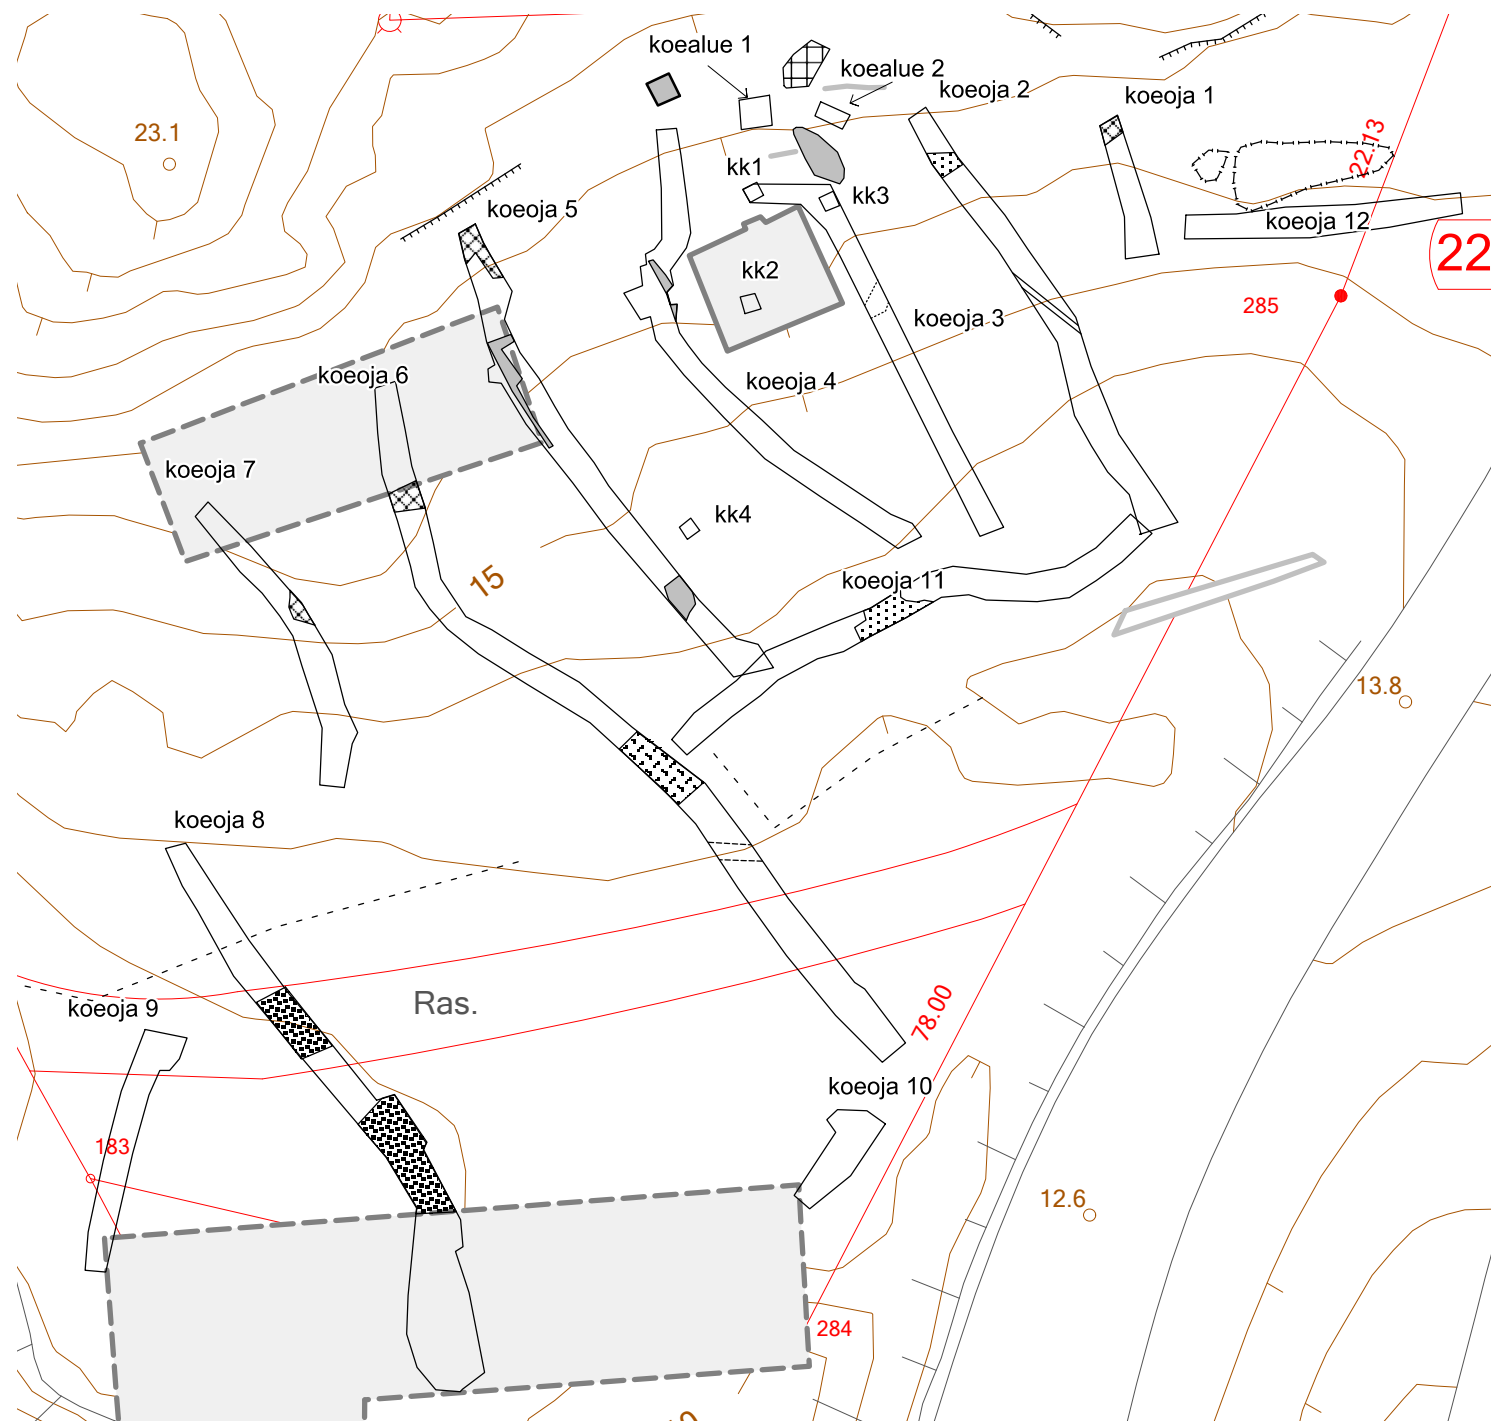 koealue 1
koealue 2
koeoja 2
koeoja 1
23.1
22.13
kk1
kk3
koeoja 5
koeoja 12
22
kk2
285
koeoja 3
koeoja 6
koeoja 4
koeoja 7
kk4
15
koeoja 11
13.8
koeoja 8
Ras.
koeoja 9
78.00
koeoja 10
183
12.6
284